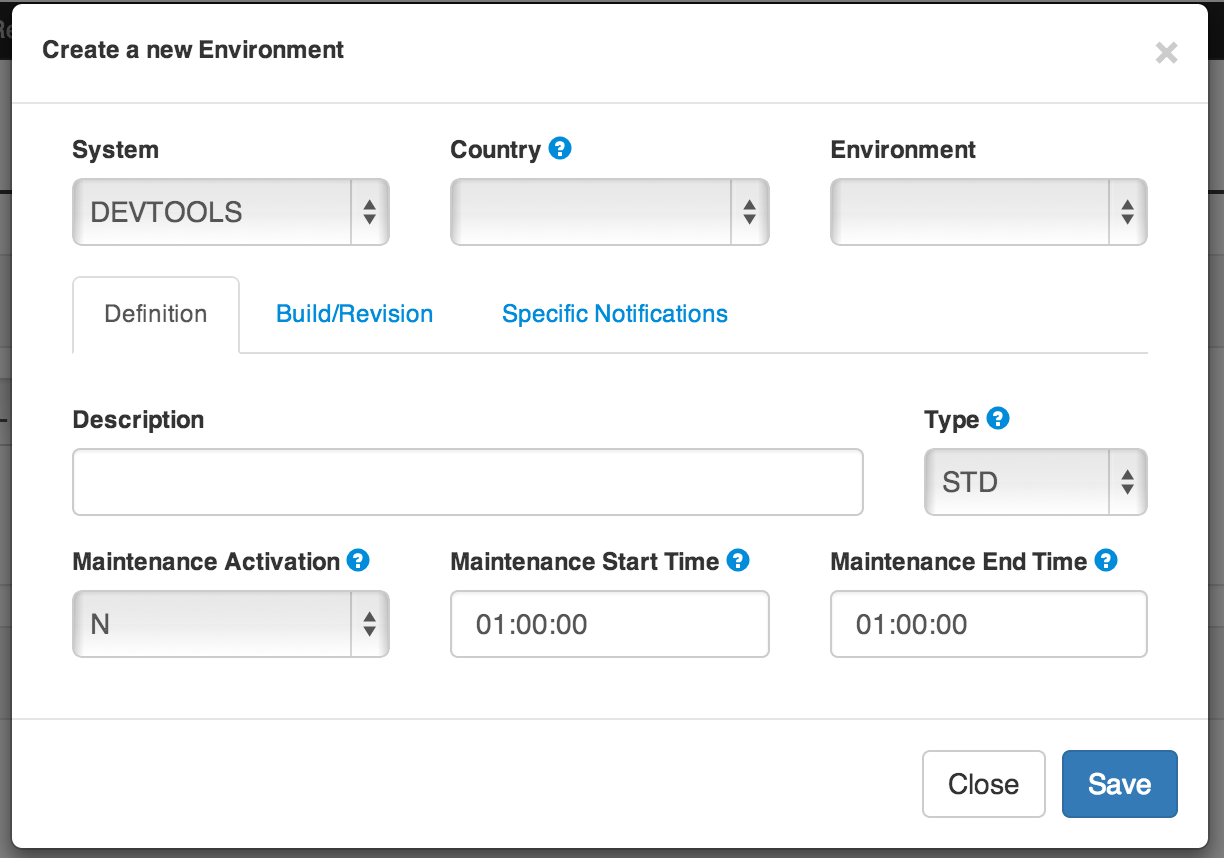 Create a new Environment ×
System Country ? Environment
DEVTOOLS
Definition Build/Revision Specific Notifications
Description Type ?
STD
Maintenance Activation ? Maintenance Start Time ? Maintenance End Time ?
N 01:00:00 01:00:00
Close Save